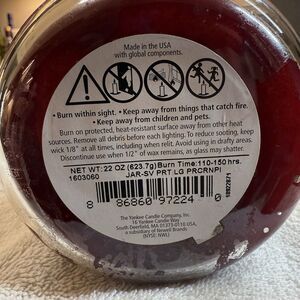 Made in the USA
with global components.
• Burn within sight. • Keep away from things that catch fire.
• Keep away from children and pets.
Burn on protected, heat-resistant surface away from other heat
sources. Remove all debris before each lighting. To reduce sooting, keep
wick 1/8" at all times, including when relit. Avoid using in drafty areas.
Discontinue use when 1/2" of wax remains, as glass may shatter.
NET WT: 22 OZ (623.7g) Burn Time: 110-150 hrs.
1603060 JAR-SV PRT LG PRCRNPI
8 86860 97224 0
The Yankee Candle Company, Inc.
16 Yankee Candle Way
South Deerfield, MA 01373-0110 USA,
a subsidiary of Newell Brands
(NYSE: NWL)